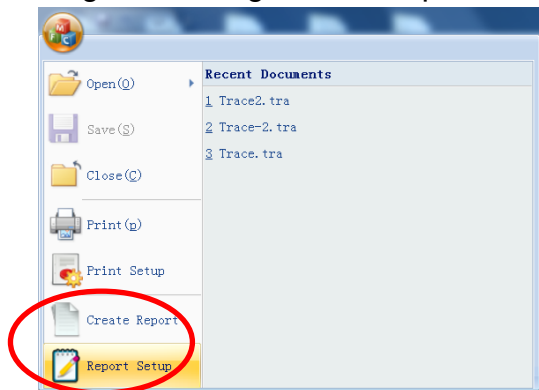 Open(O)
Recent Documents
1 Trace2.tra
2 Trace-2.tra
3 Trace.tra
Save(S)
Close(C)
Print(p)
Print Setup
Create Report
Report Setup